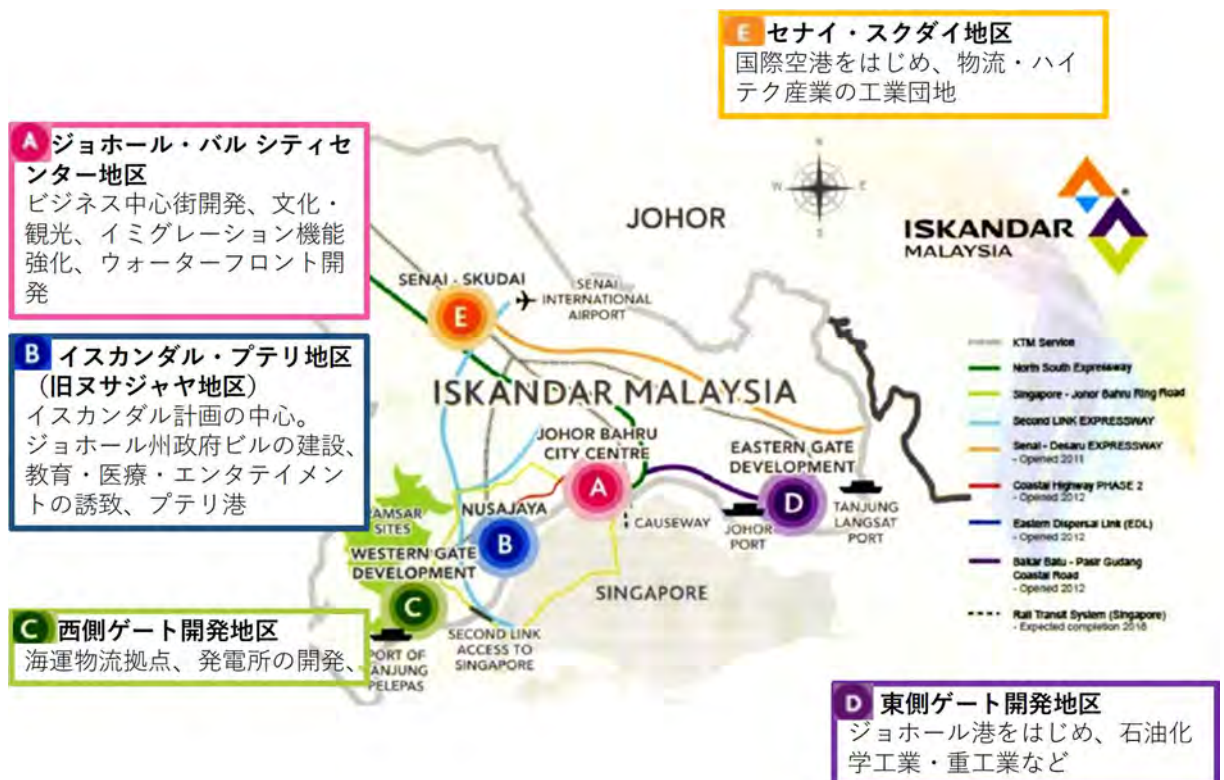 E セナイ・スクダイ地区
国際空港をはじめ、物流・ハイ
テク産業の工業団地
A ジョホール・バル シティセ
ンター地区
ビジネス中心街開発、文化・
観光、イミグレーション機能
強化、ウォーターフロント開
発
B イスカンダル・プテリ地区
（旧ヌサジャヤ地区）
イスカンダル計画の中心。
ジョホール州政府ビルの建設、
教育・医療・エンタテイメン
トの誘致、プテリ港
C 西側ゲート開発地区
海運物流拠点、発電所の開発、
D 東側ゲート開発地区
ジョホール港をはじめ、石油化
学工業・重工業など
N
W E
S
JOHOR
ISKANDAR
MALAYSIA
®
SENAI - SKUDAI
E
SENAI
INTERNATIONAL
AIRPORT
ISKANDAR MALAYSIA
JOHOR BAHRU
CITY CENTRE
A
EASTERN GATE
DEVELOPMENT
D
NUSAJAYA
B
RAMSAR
SITES
CAUSEWAY
JOHOR
PORT
TANJUNG
LANGSAT
PORT
WESTERN GATE
DEVELOPMENT
C
SINGAPORE
PORT OF
TANJUNG
PELEPAS
SECOND LINK
ACCESS TO
SINGAPORE
KTM Service
North South Expressway
Singapore - Johor Bahru Ring Road
Second LINK EXPRESSWAY
Senai - Desaru EXPRESSWAY
- Opened 2011
Coastal Highway PHASE 2
- Opened 2012
Eastern Dispersal Link (EDL)
- Opened 2012
Bakar Batu - Pasir Gudang
Coastal Road
- Opened 2012
Rail Transit System (Singapore)
- Expected completion 2018